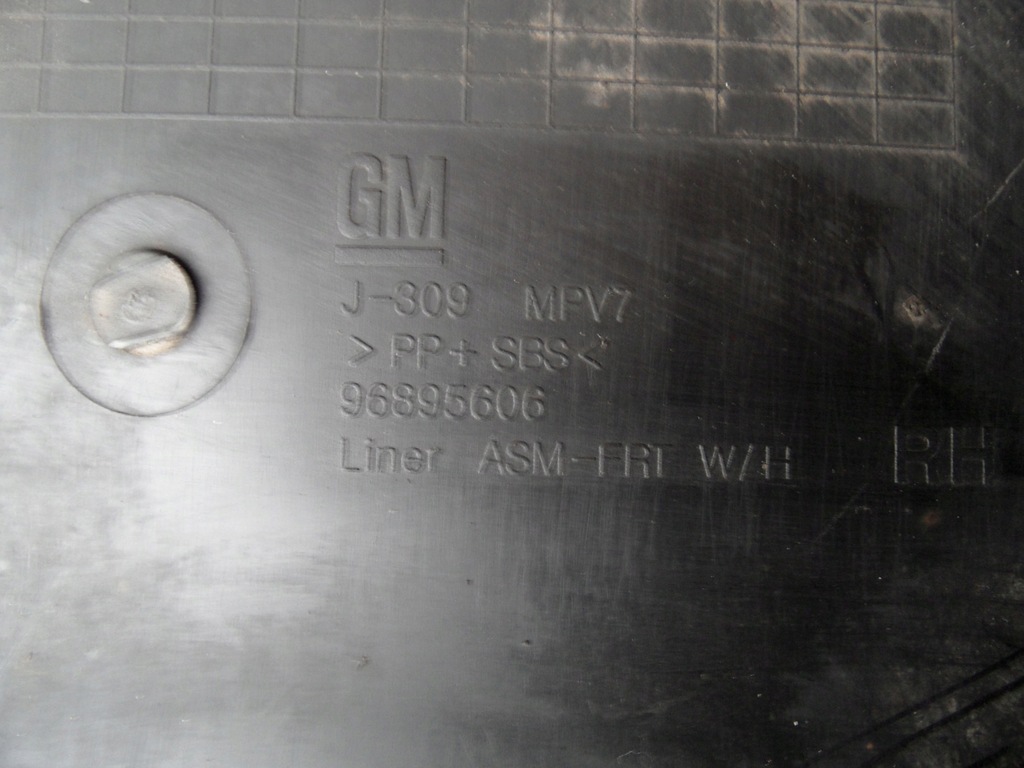 GM
J-309 MPV7
>PP+SBS<
96895606
Liner ASM-FRT W/H RH